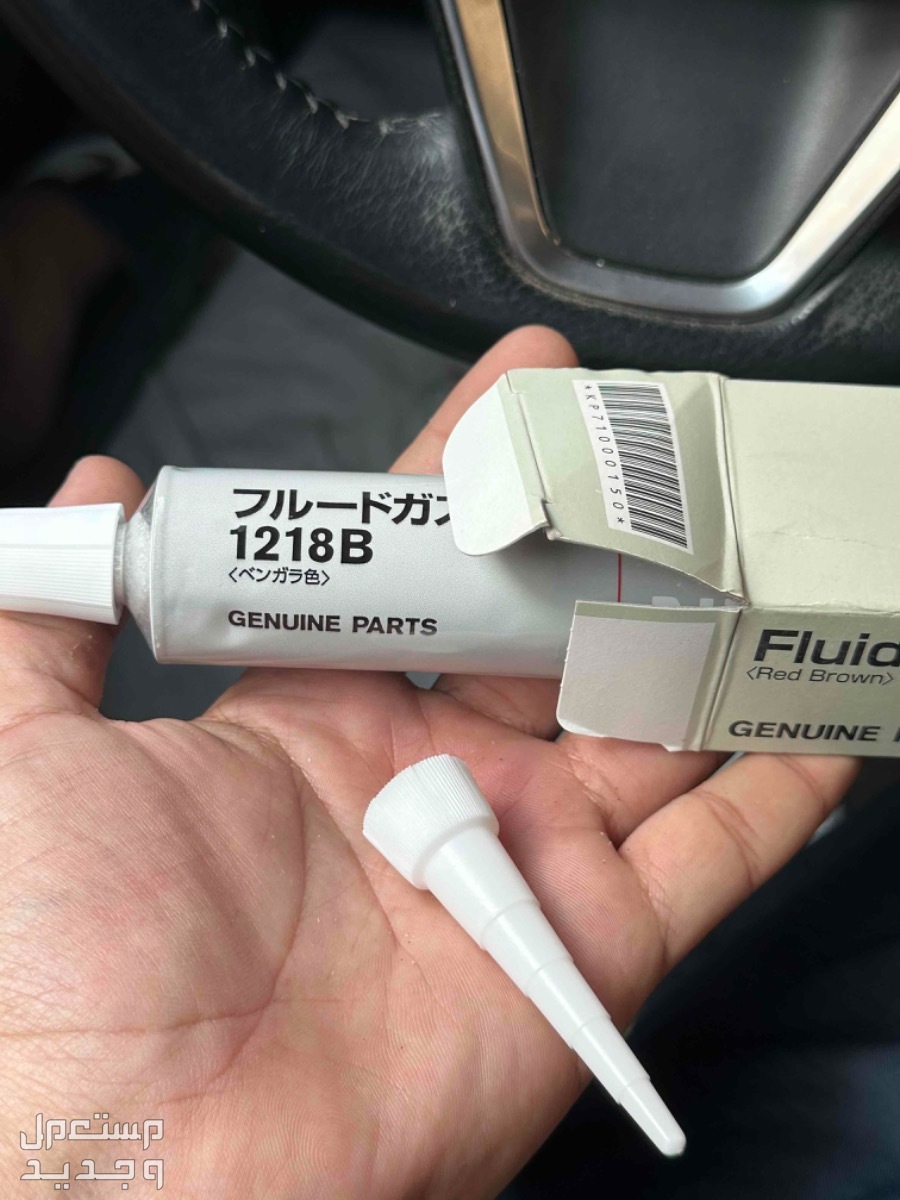 フルードガス
1218B
〈ベンガラ色〉
GENUINE PARTS
*KP71000150*
Fluid
〈Red Brown〉
GENUINE
مستعمل
وجديد